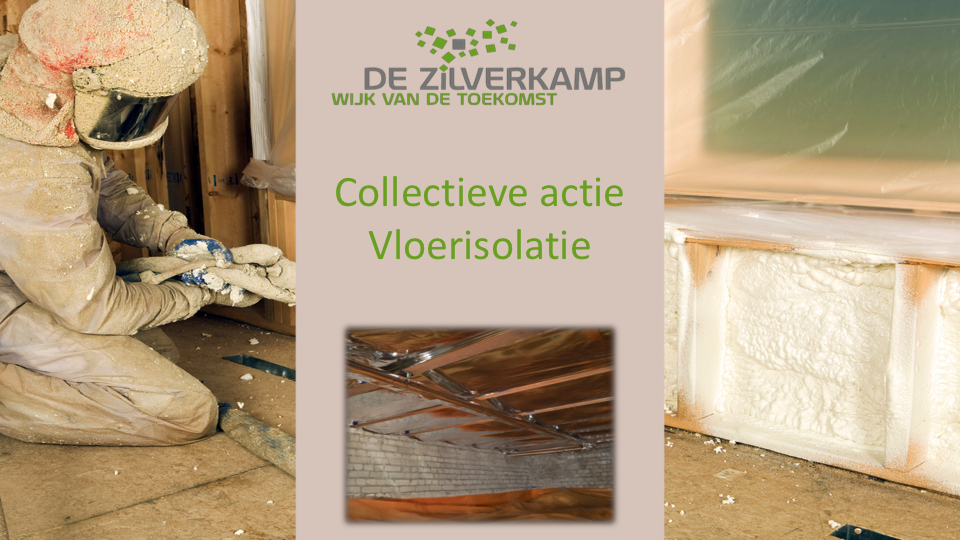 DE ZILVERKAMP
WIJK VAN DE TOEKOMST
Collectieve actie
Vloerisolatie